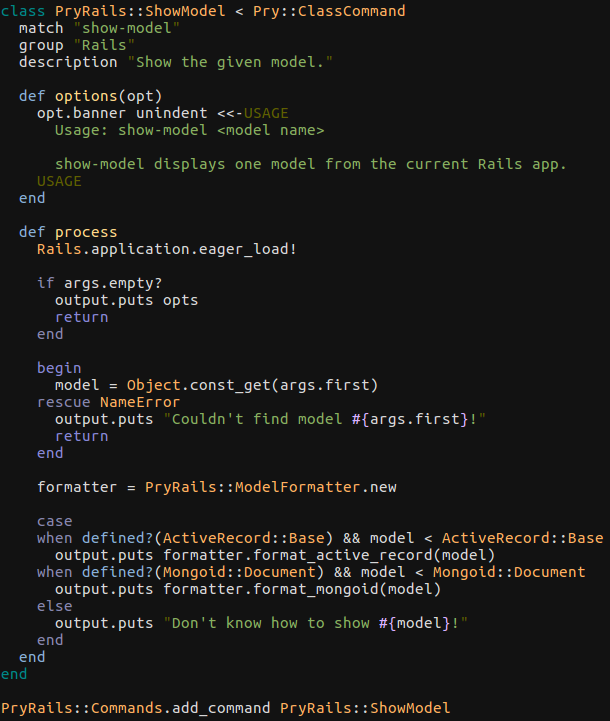 class PryRails::ShowModel < Pry::ClassCommand
  match "show-model"
  group "Rails"
  description "Show the given model."

  def options(opt)
    opt.banner unindent <<-USAGE
      Usage: show-model <model name>

      show-model displays one model from the current Rails app.
    USAGE
  end

  def process
    Rails.application.eager_load!

    if args.empty?
      output.puts opts
      return
    end

    begin
      model = Object.const_get(args.first)
    rescue NameError
      output.puts "Couldn't find model #{args.first}!"
      return
    end

    formatter = PryRails::ModelFormatter.new

    case
    when defined?(ActiveRecord::Base) && model < ActiveRecord::Base
      output.puts formatter.format_active_record(model)
    when defined?(Mongoid::Document) && model < Mongoid::Document
      output.puts formatter.format_mongoid(model)
    else
      output.puts "Don't know how to show #{model}!"
    end
  end
end

PryRails::Commands.add_command PryRails::ShowModel